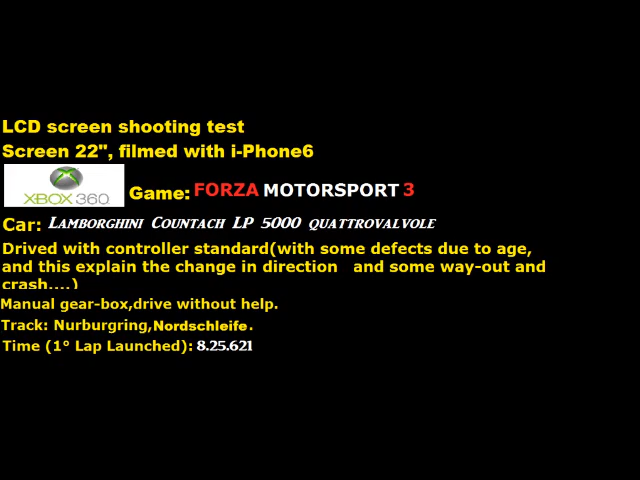 LCD screen shooting test
Screen 22", filmed with i-Phone6
XBOX 360 Game: FORZA MOTORSPORT 3
Car: Lamborghini Countach LP 5000 quattrovalvole
Drived with controller standard(with some defects due to age,
and this explain the change in direction and some way-out and
crash....)
Manual gear-box,drive without help.
Track: Nurburgring,Nordschleife.
Time (1° Lap Launched): 8.25.621